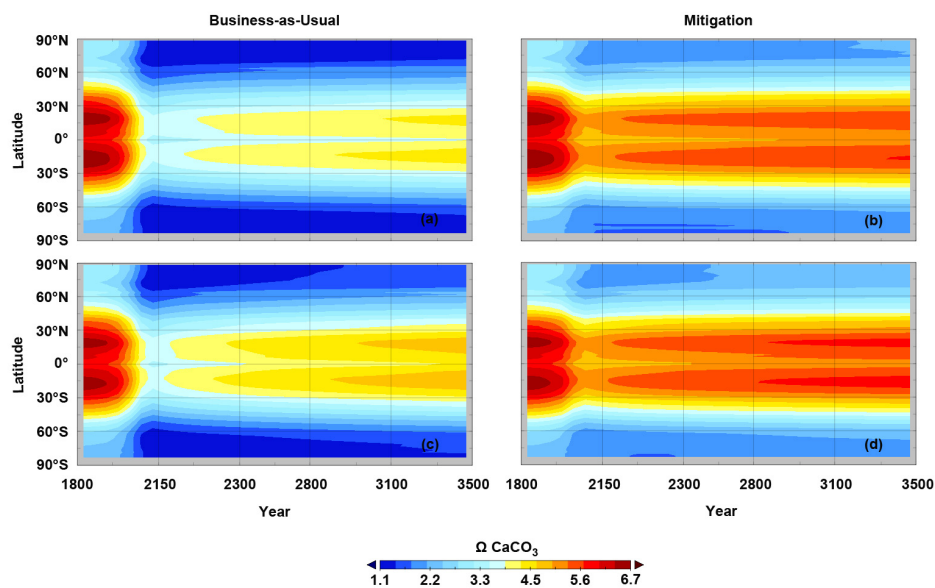 Business-as-Usual
Mitigation
90°N
60°N
30°N
0°
30°S
60°S
90°S
Latitude
(a)
(b)
90°N
60°N
30°N
0°
30°S
60°S
90°S
Latitude
(c)
(d)
1800 2150 2300 2800 3100 3500
1800 2150 2300 2800 3100 3500
Year
Year
Ω CaCO₃
1.1 2.2 3.3 4.5 5.6 6.7